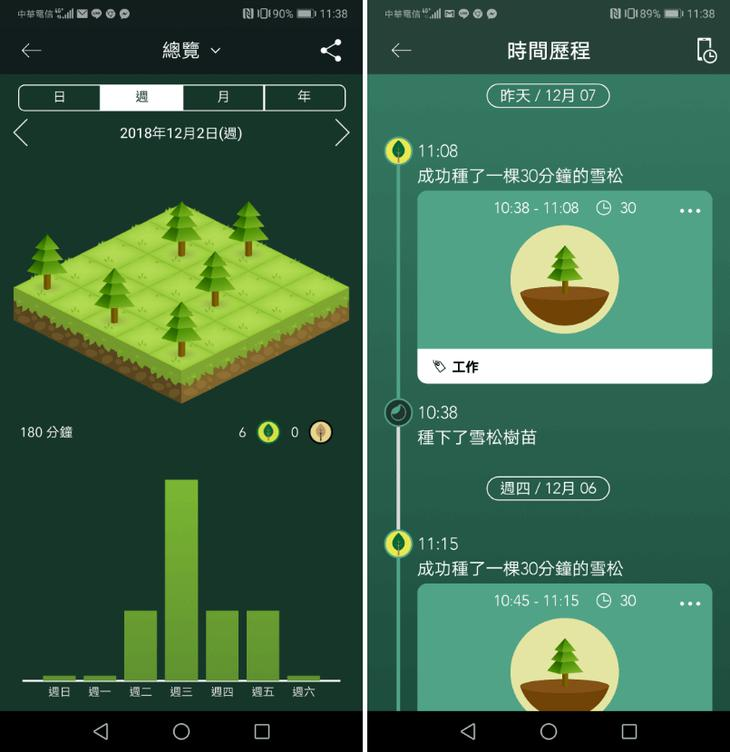 中華電信 4G 90% 11:38
總覽
日 週 月 年
2018年12月2日(週)
180 分鐘 6 0
週日 週一 週二 週三 週四 週五 週六
中華電信 4G 89% 11:38
時間歷程
昨天 / 12月 07
11:08
成功種了一棵30分鐘的雪松
10:38 - 11:08 30
工作
10:38
種下了雪松樹苗
週四 / 12月 06
11:15
成功種了一棵30分鐘的雪松
10:45 - 11:15 30